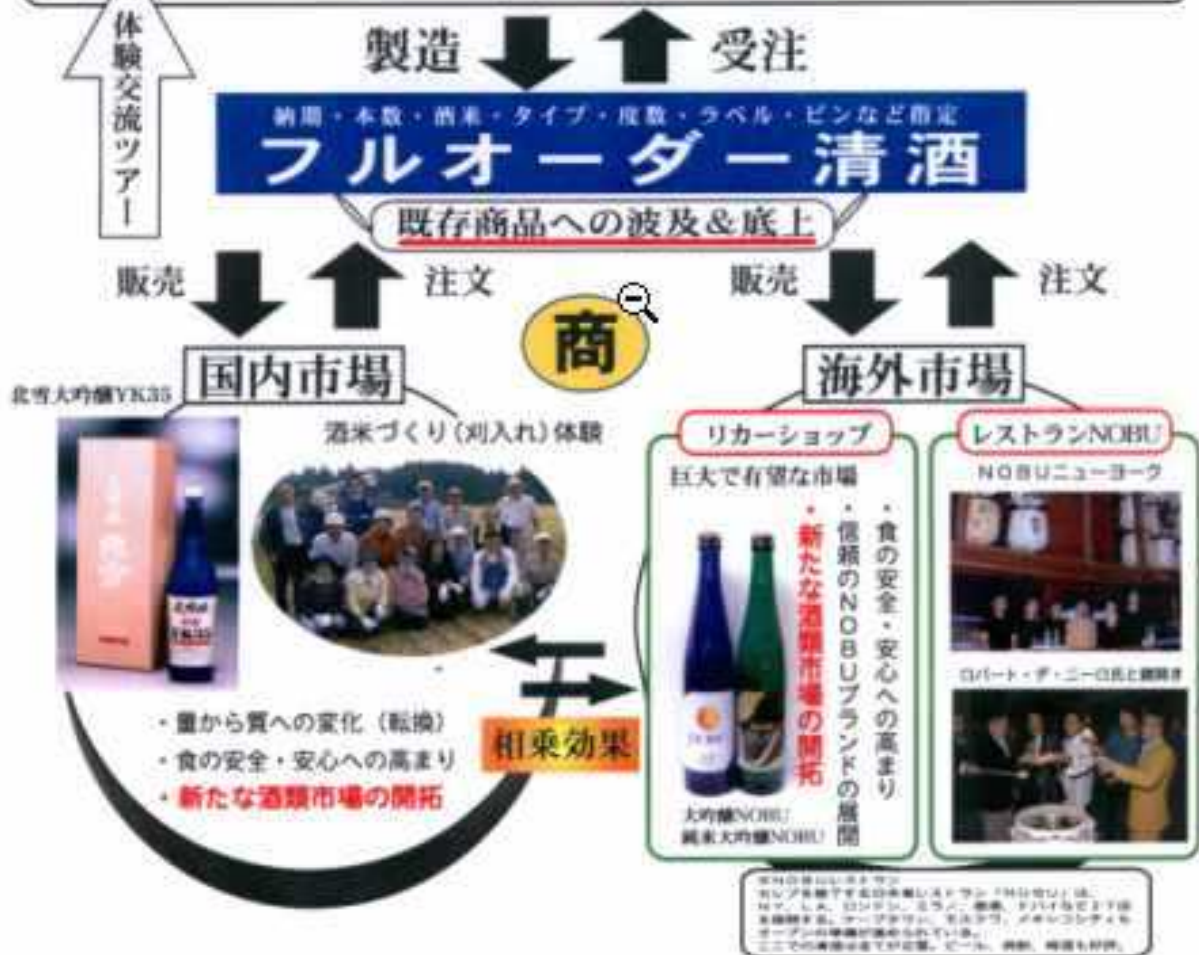 体験交流ツアー
製造
受注
納期・本数・酒米・タイプ・度数・ラベル・ビンなど指定
フルオーダー清酒
既存商品への波及&底上
販売
注文
販売
注文
商
国内市場
海外市場
北雪大吟醸YK35
酒米づくり(刈入れ)体験
YK35
・量から質への変化(転換)
・食の安全・安心への高まり
・新たな酒類市場の開拓
相乗効果
リカーショップ
巨大で有望な市場
・食の安全・安心への高まり
・信頼のNOBUブランドの展開
・新たな酒類市場の開拓
大吟醸NOBU
純米大吟醸NOBU
レストランNOBU
NOBUニューヨーク
ロバート・デ・ニーロ氏と鏡開き